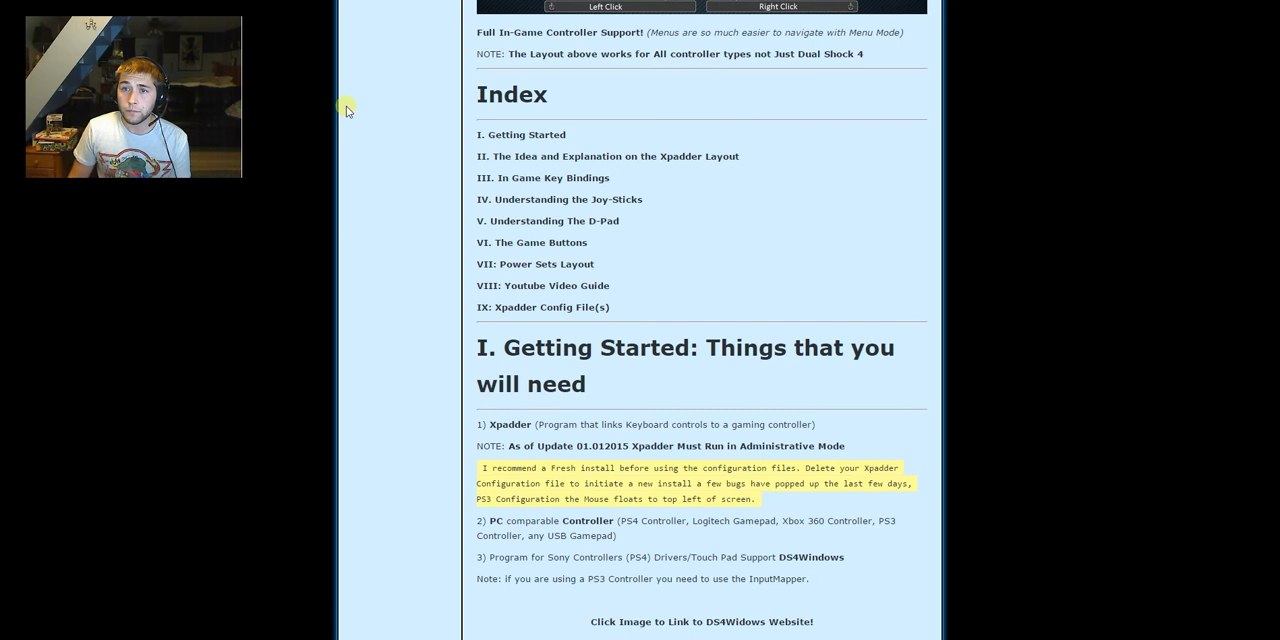 Left Click Right Click
Full In-Game Controller Support! (Menus are so much easier to navigate with Menu Mode)
NOTE: The Layout above works for All controller types not Just Dual Shock 4
Index
I. Getting Started
II. The Idea and Explanation on the Xpadder Layout
III. In Game Key Bindings
IV. Understanding the Joy-Sticks
V. Understanding The D-Pad
VI. The Game Buttons
VII: Power Sets Layout
VIII: Youtube Video Guide
IX: Xpadder Config File(s)
I. Getting Started: Things that you
will need
1) Xpadder (Program that links Keyboard controls to a gaming controller)
NOTE: As of Update 01.012015 Xpadder Must Run in Administrative Mode
I recommend a Fresh install before using the configuration files. Delete your Xpadder
Configuration file to initiate a new install a few bugs have popped up the last few days,
PS3 Configuration the Mouse floats to top left of screen.
2) PC comparable Controller (PS4 Controller, Logitech Gamepad, Xbox 360 Controller, PS3
Controller, any USB Gamepad)
3) Program for Sony Controllers (PS4) Drivers/Touch Pad Support DS4Windows
Note: if you are using a PS3 Controller you need to use the InputMapper.
Click Image to Link to DS4Widows Website!